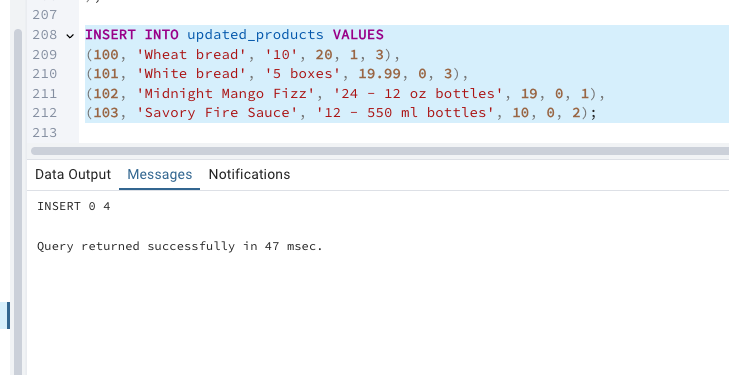 207
208 INSERT INTO updated_products VALUES
209 (100, 'Wheat bread', '10', 20, 1, 3),
210 (101, 'White bread', '5 boxes', 19.99, 0, 3),
211 (102, 'Midnight Mango Fizz', '24 - 12 oz bottles', 19, 0, 1),
212 (103, 'Savory Fire Sauce', '12 - 550 ml bottles', 10, 0, 2);
213
Data Output Messages Notifications
INSERT 0 4
Query returned successfully in 47 msec.